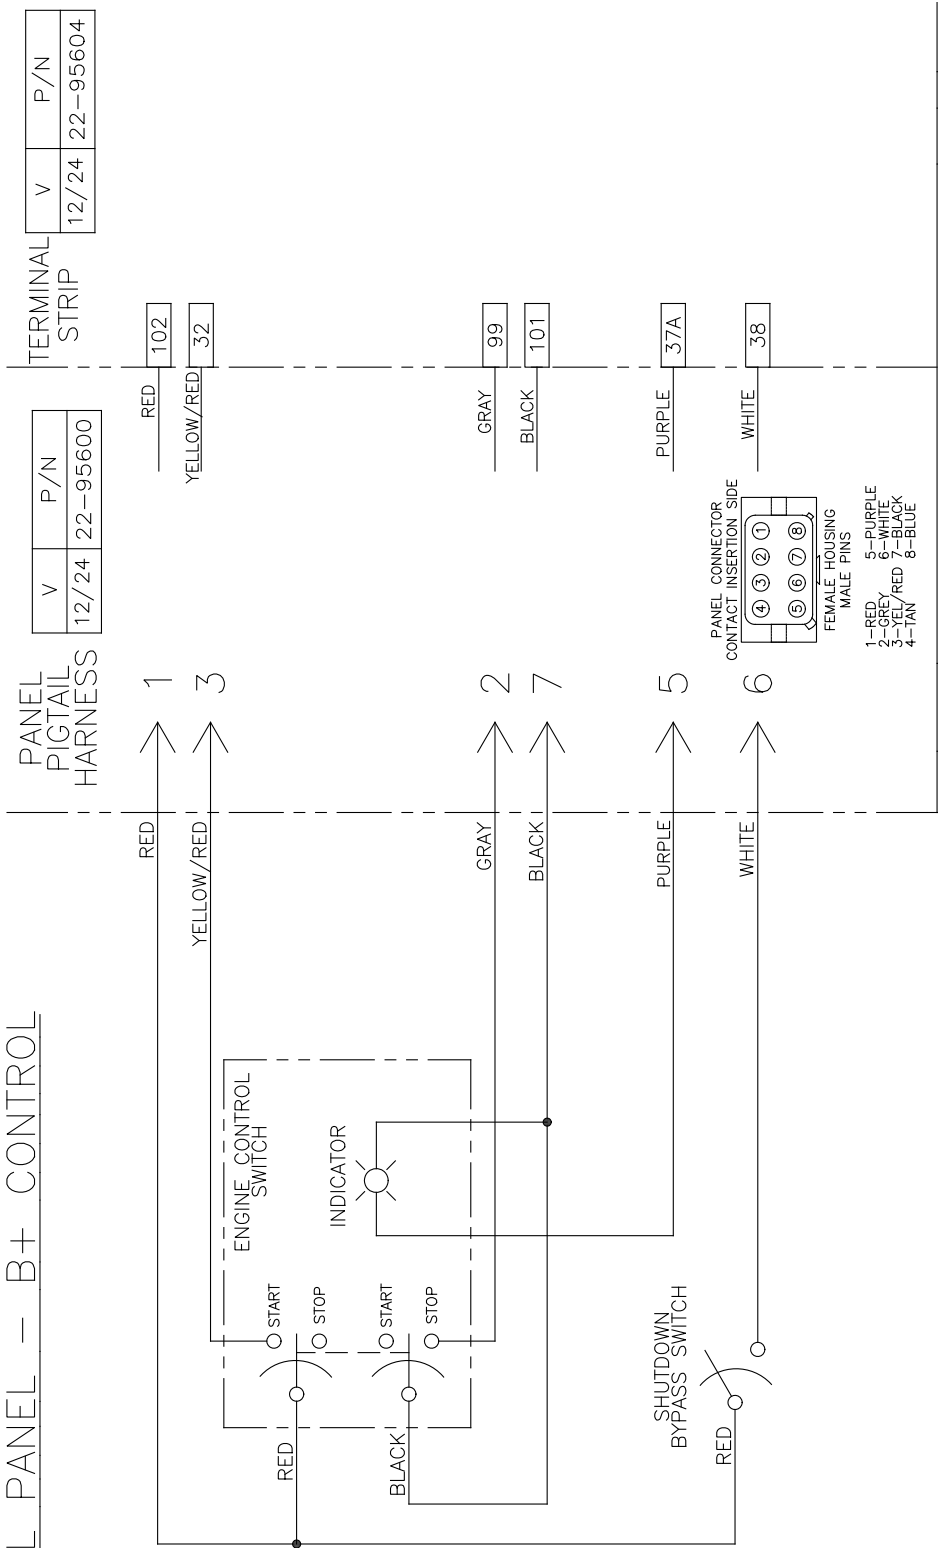 L PANEL – B+ CONTROL
PANEL
PIGTAIL
HARNESS
V P/N
12/24 22–95600
TERMINAL
STRIP
V P/N
12/24 22–95604
RED
1
RED
102
YELLOW/RED
3
YELLOW/RED
32
ENGINE CONTROL
SWITCH
INDICATOR
START
STOP
START
STOP
RED
BLACK
GRAY
2
GRAY
99
BLACK
7
BLACK
101
PURPLE
5
PURPLE
37A
SHUTDOWN
BYPASS SWITCH
RED
WHITE
6
WHITE
38
PANEL CONNECTOR
CONTACT INSERTION SIDE
4 3 2 1
5 6 7 8
FEMALE HOUSING
MALE PINS
1–RED 5–PURPLE
2–GREY 6–WHITE
3–YEL/RED 7–BLACK
4–TAN 8–BLUE